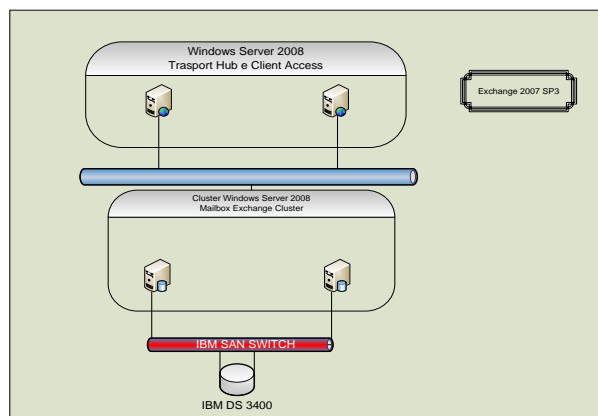 Windows Server 2008
Trasport Hub e Client Access
Exchange 2007 SP3
Cluster Windows Server 2008
Mailbox Exchange Cluster
IBM SAN SWITCH
IBM DS 3400